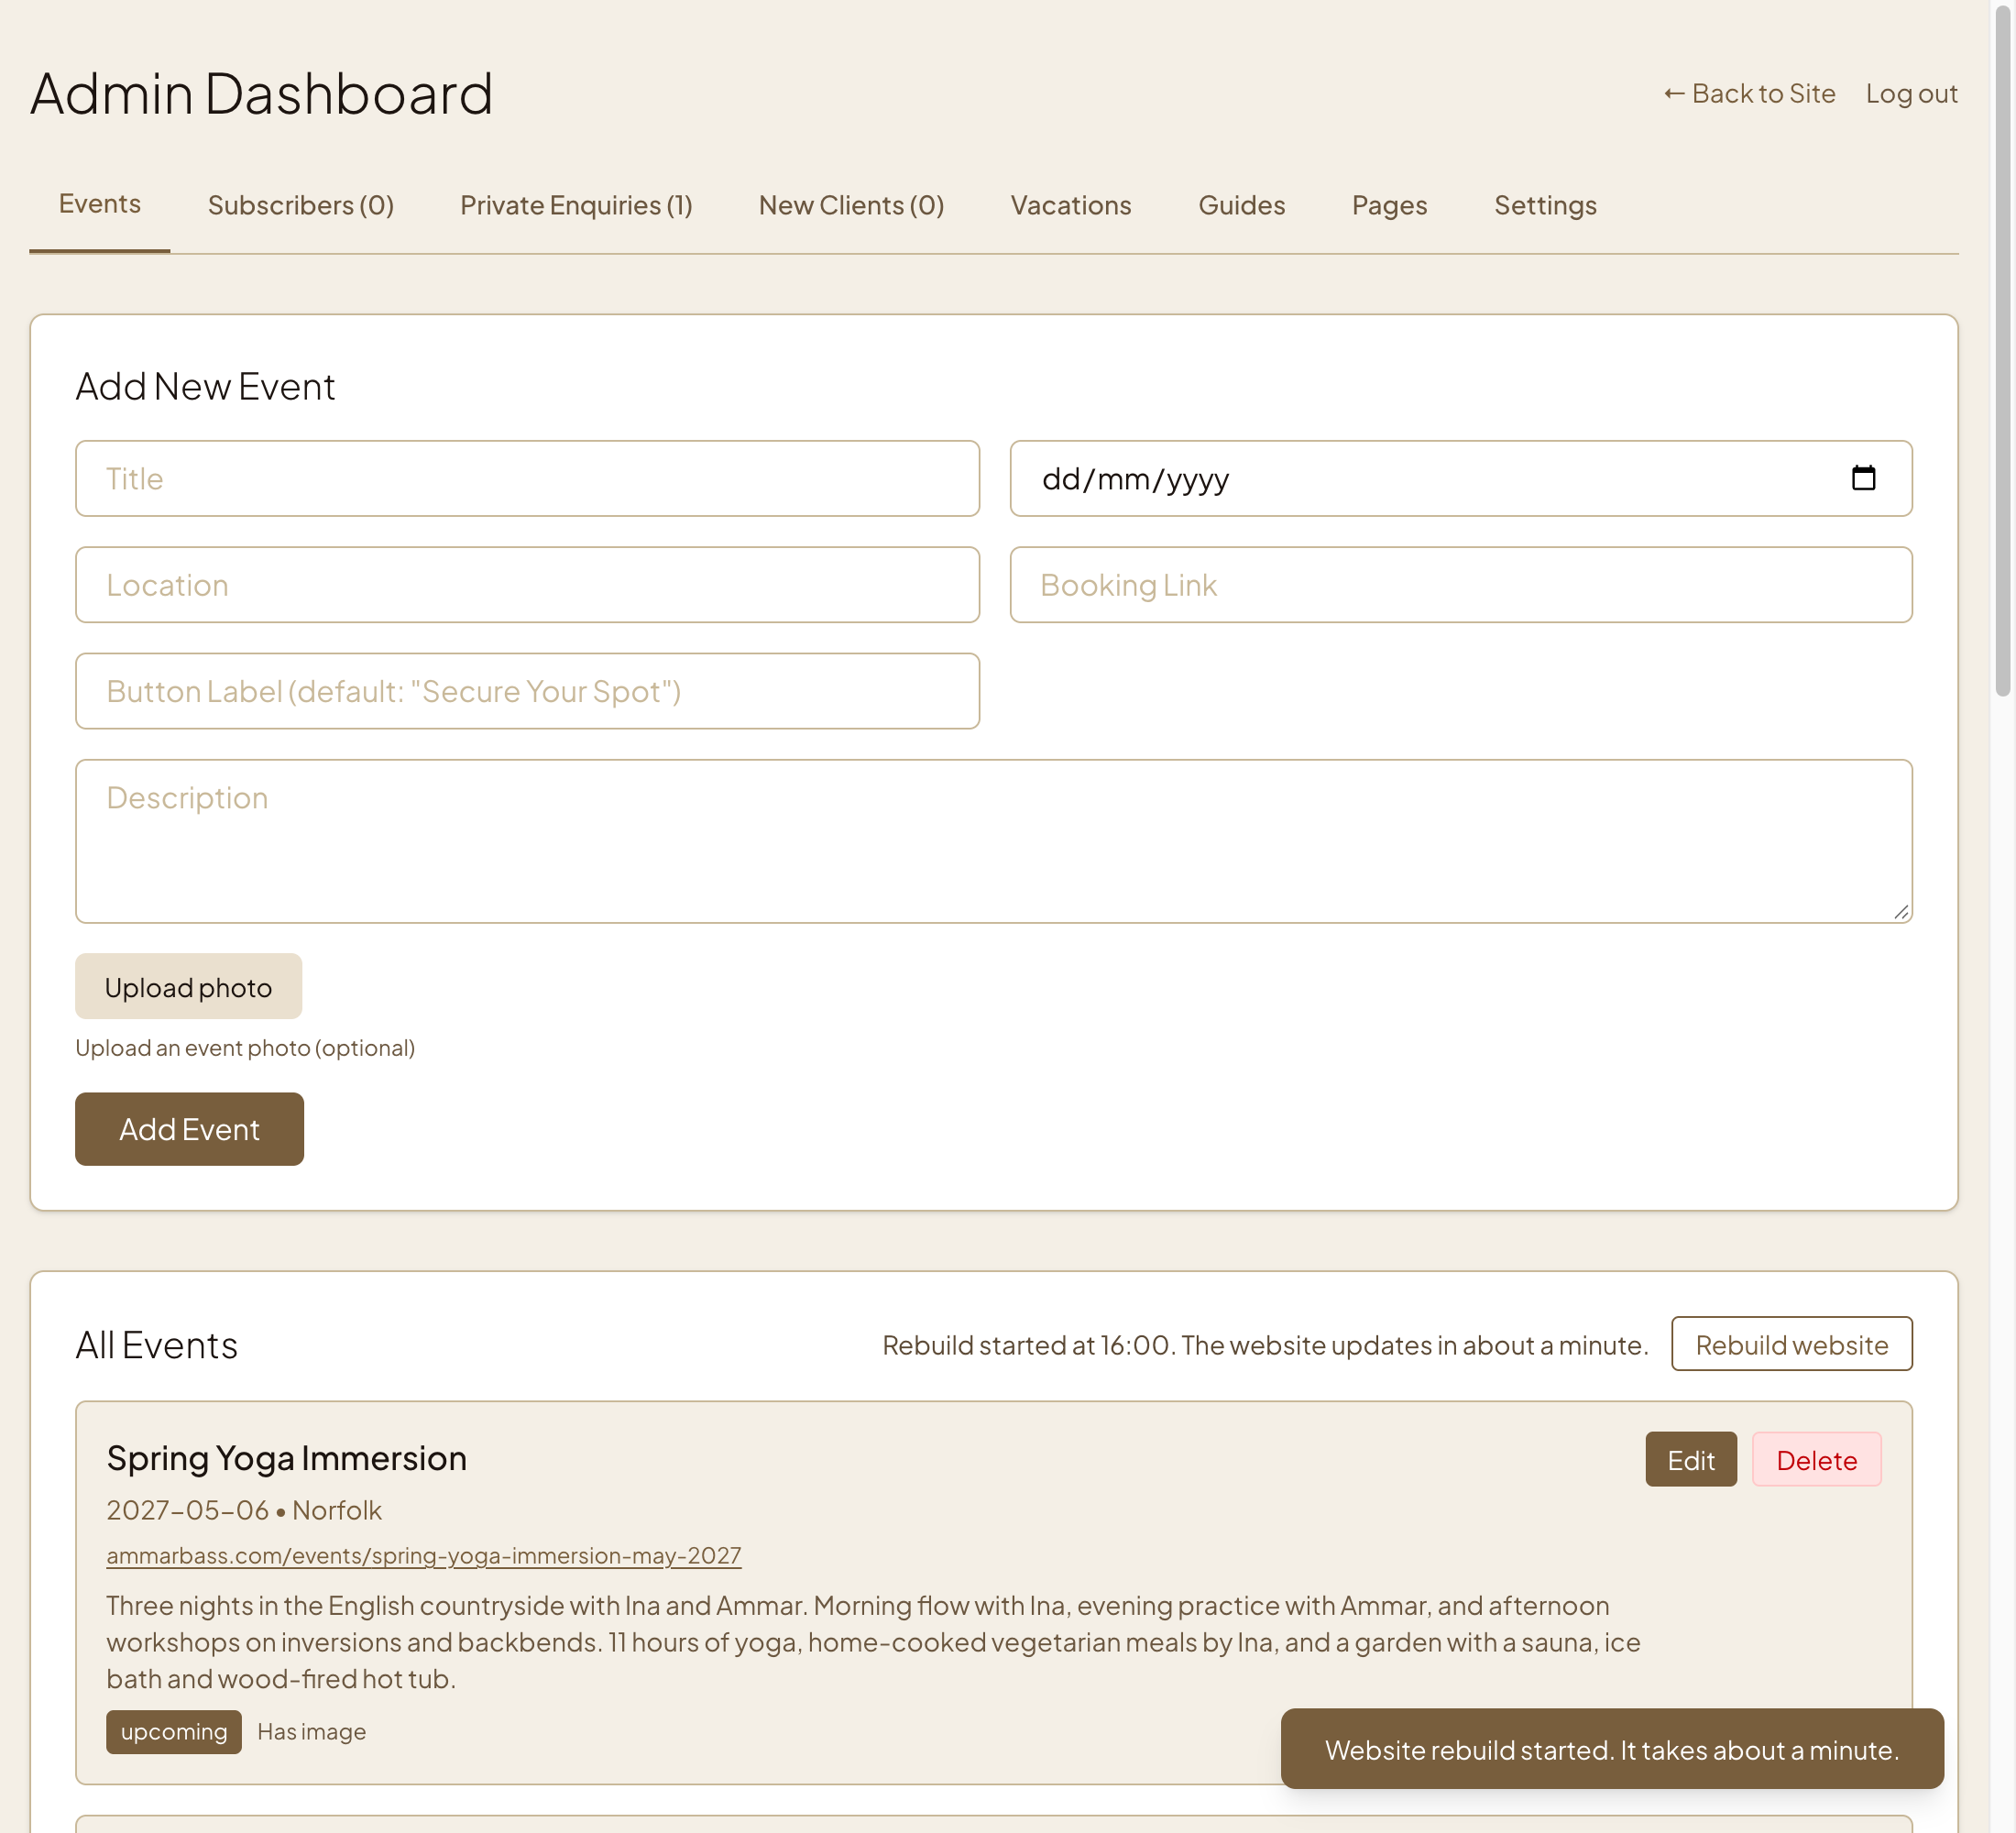 Admin Dashboard
← Back to Site
Log out
Events
Subscribers (0)
Private Enquiries (1)
New Clients (0)
Vacations
Guides
Pages
Settings
Add New Event
Title
dd/mm/yyyy
Location
Booking Link
Button Label (default: "Secure Your Spot")
Description
Upload photo
Upload an event photo (optional)
Add Event
All Events
Rebuild started at 16:00. The website updates in about a minute.
Rebuild website
Spring Yoga Immersion
Edit
Delete
2027-05-06 • Norfolk
ammarbass.com/events/spring-yoga-immersion-may-2027
Three nights in the English countryside with Ina and Ammar. Morning flow with Ina, evening practice with Ammar, and afternoon
workshops on inversions and backbends. 11 hours of yoga, home-cooked vegetarian meals by Ina, and a garden with a sauna, ice
bath and wood-fired hot tub.
upcoming
Has image
Website rebuild started. It takes about a minute.